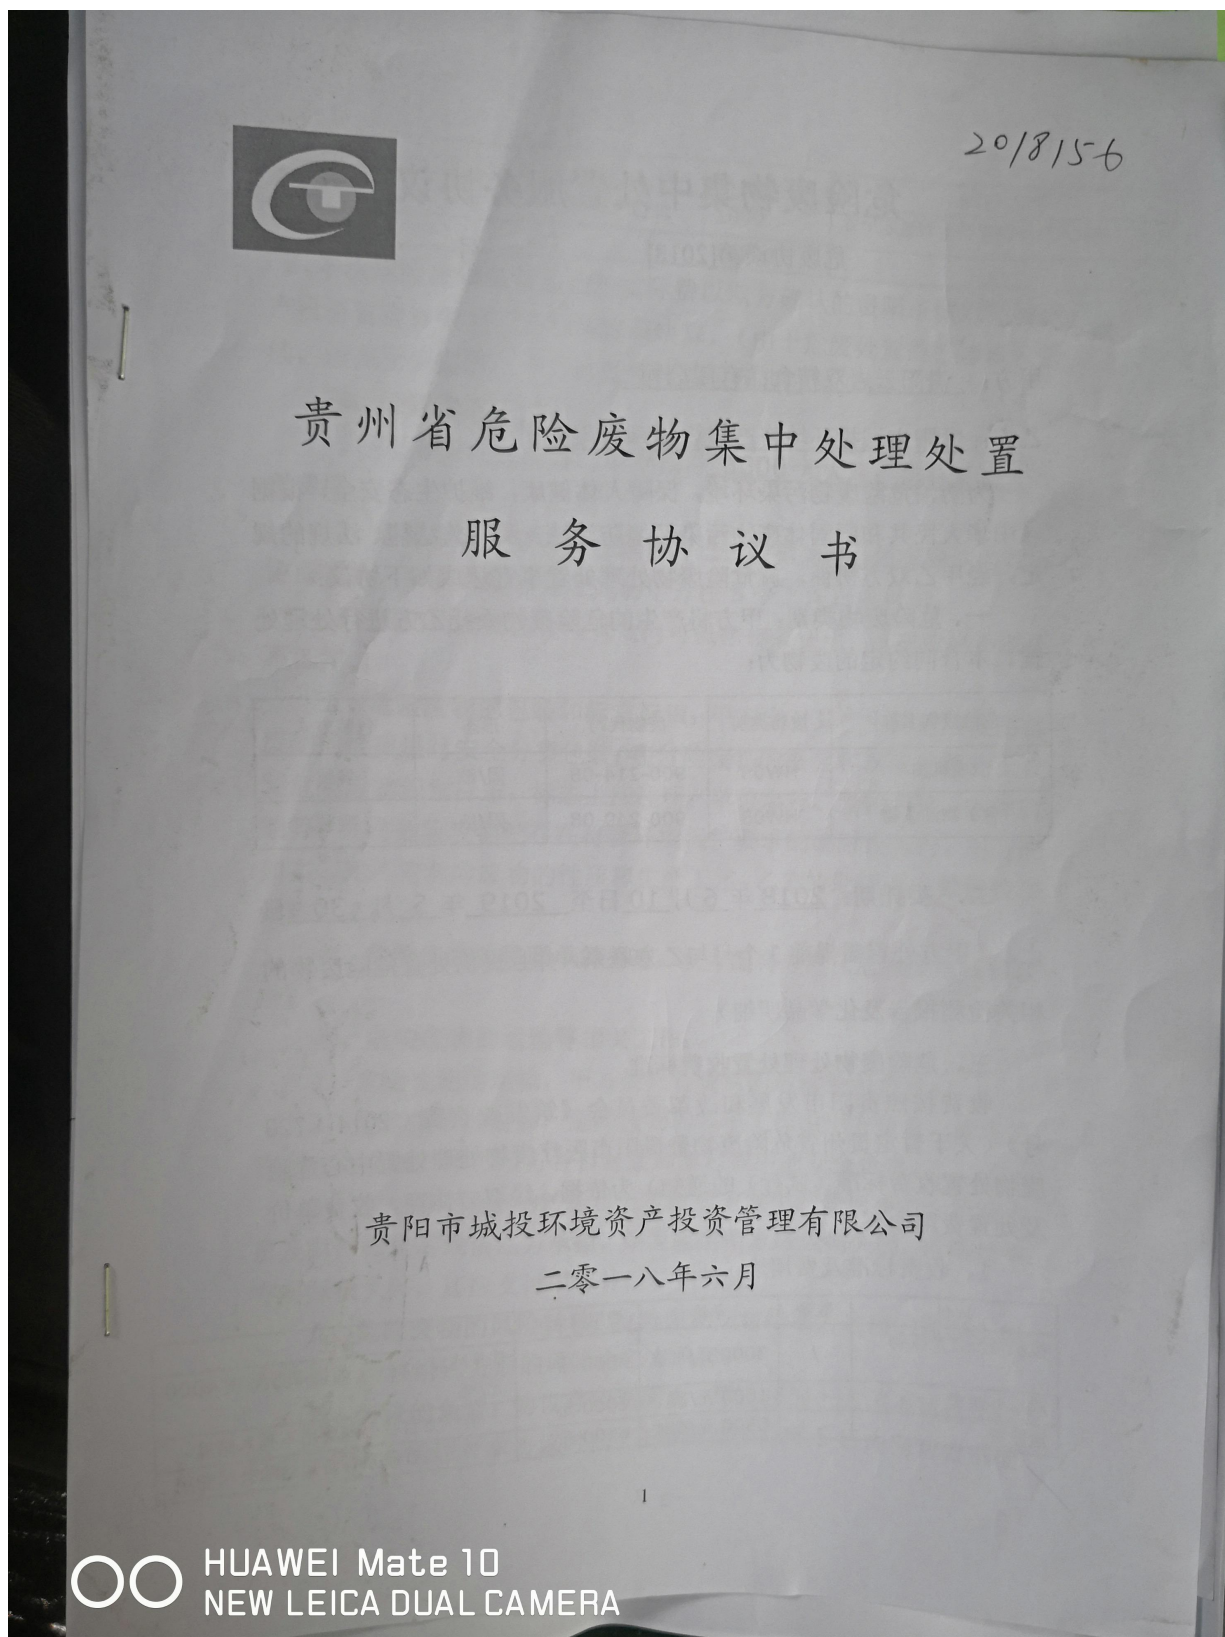 2018156
贵州省危险废物集中处理处置
服务协议书
贵阳市城投环境资产投资管理有限公司
二零一八年六月
1
HUAWEI Mate 10
NEW LEICA DUAL CAMERA